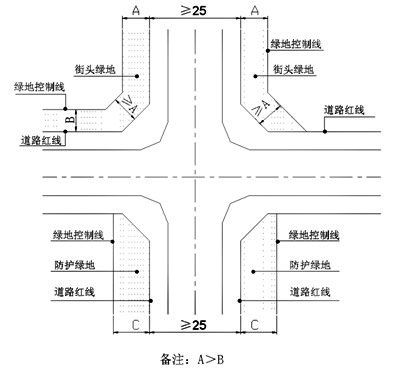 A ≥25 A
绿地控制线
街头绿地 街头绿地
绿地控制线
≥A ≥A
道路红线
B
道路红线
绿地控制线 绿地控制线
防护绿地 防护绿地
道路红线 道路红线
C ≥25 C
备注：A＞B